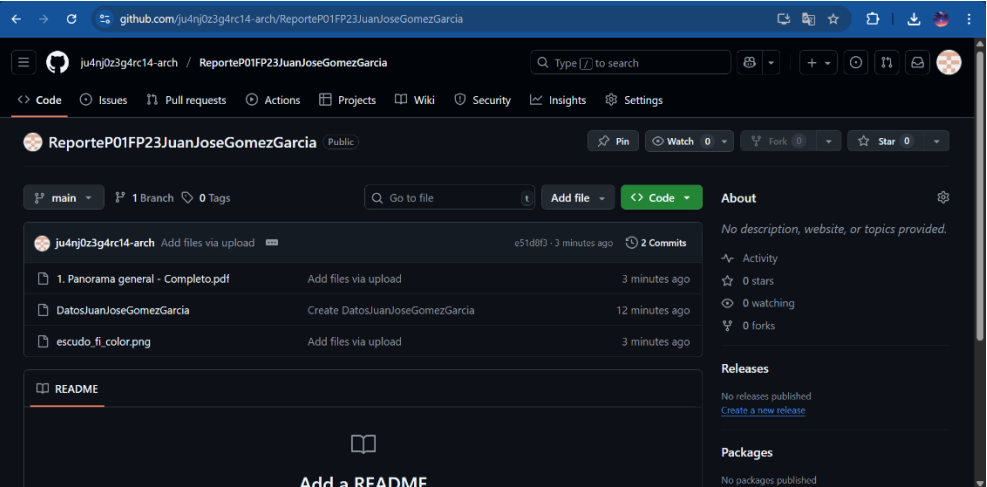 github.com/ju4nj0z3g4rc14-arch/ReporteP01FP23JuanJoseGomezGarcia
ju4nj0z3g4rc14-arch / ReporteP01FP23JuanJoseGomezGarcia
Type / to search
Code Issues Pull requests Actions Projects Wiki Security Insights Settings
ReporteP01FP23JuanJoseGomezGarcia Public
Pin Watch 0 Fork 0 Star 0
main 1 Branch 0 Tags Go to file t Add file Code
ju4nj0z3g4rc14-arch Add files via upload e51d8f3 · 3 minutes ago 2 Commits
1. Panorama general - Completo.pdf Add files via upload 3 minutes ago
DatosJuanJoseGomezGarcia Create DatosJuanJoseGomezGarcia 12 minutes ago
escudo_fi_color.png Add files via upload 3 minutes ago
README
Add a README
About
No description, website, or topics provided.
Activity
0 stars
0 watching
0 forks
Releases
No releases published
Create a new release
Packages
No packages published